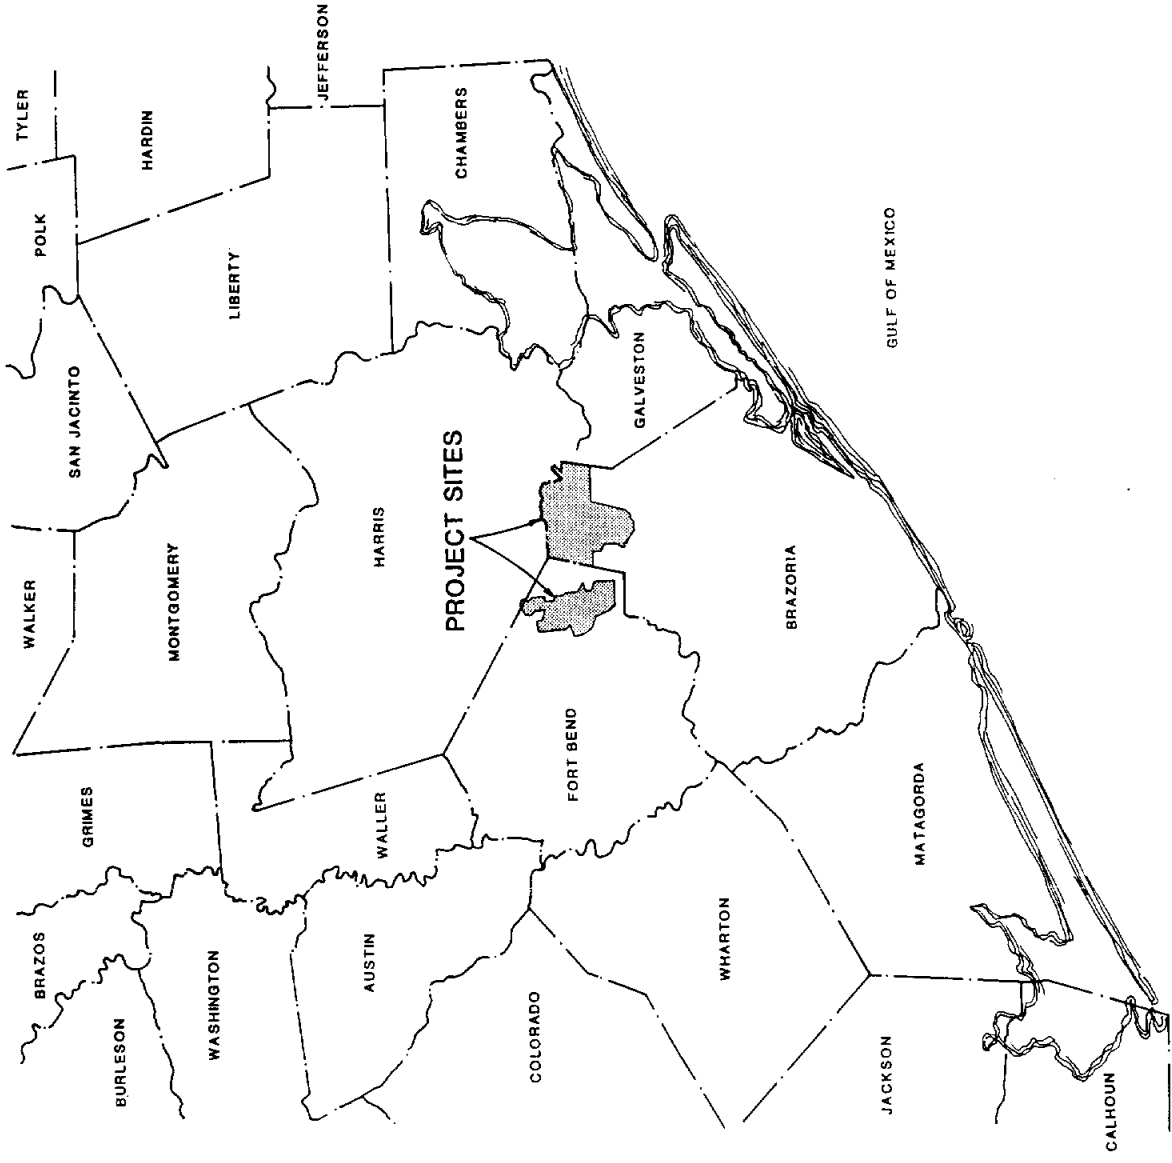 BRAZOS
WALKER
POLK
TYLER
GRIMES
SAN JACINTO
BURLESON
MONTGOMERY
HARDIN
WASHINGTON
LIBERTY
JEFFERSON
AUSTIN
WALLER
HARRIS
PROJECT SITES
CHAMBERS
COLORADO
FORT BEND
GALVESTON
WHARTON
BRAZORIA
JACKSON
MATAGORDA
GULF OF MEXICO
CALHOUN